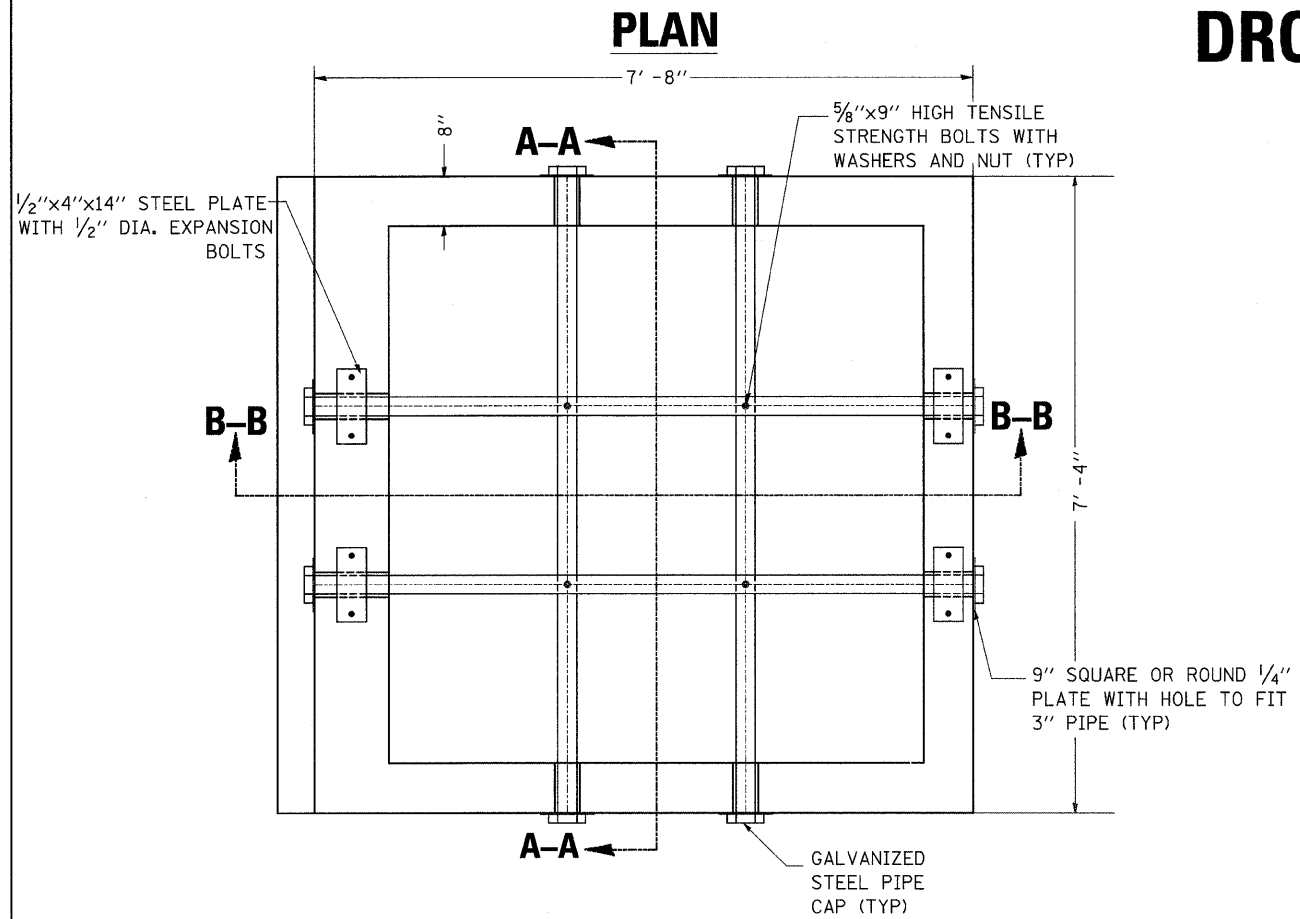 PLAN
DRO
7' -8"
8"
A–A
5/8"x9" HIGH TENSILE
STRENGTH BOLTS WITH
WASHERS AND NUT (TYP)
1/2"x4"x14" STEEL PLATE
WITH 1/2" DIA. EXPANSION
BOLTS
B–B
B–B
7' -4"
9" SQUARE OR ROUND 1/4"
PLATE WITH HOLE TO FIT
3" PIPE (TYP)
A–A
GALVANIZED
STEEL PIPE
CAP (TYP)